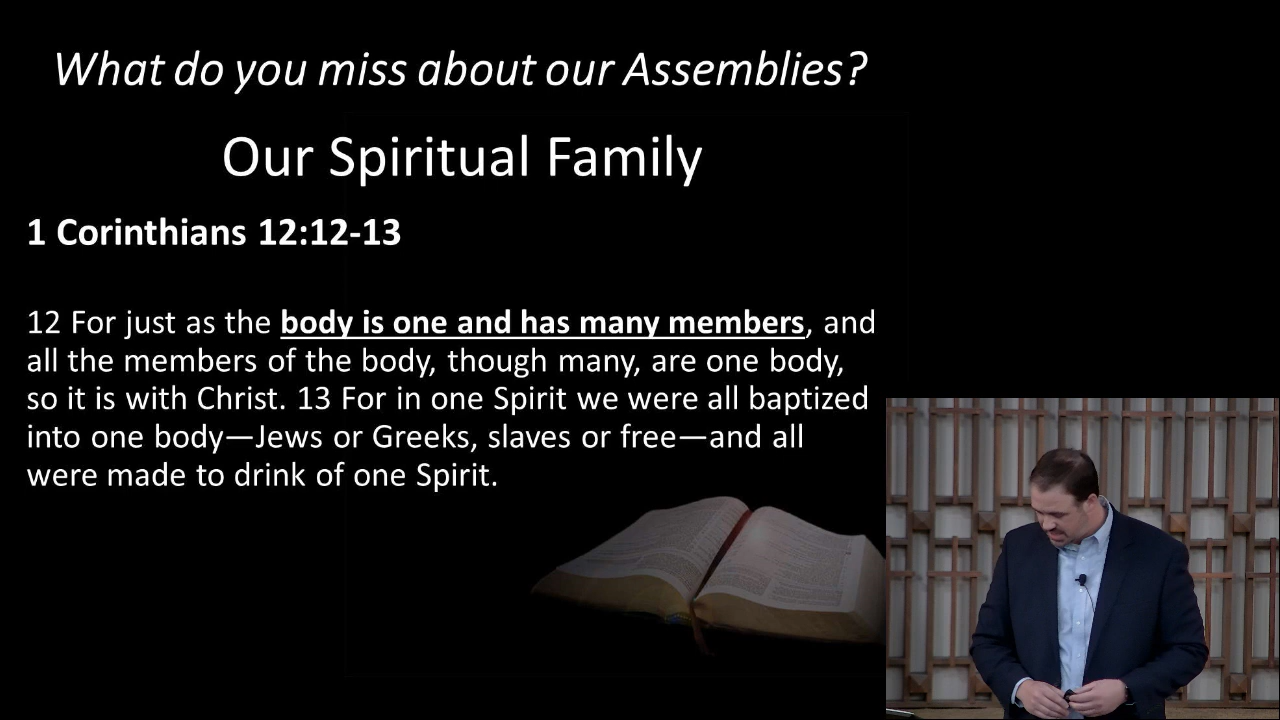 What do you miss about our Assemblies?
Our Spiritual Family
1 Corinthians 12:12-13
12 For just as the body is one and has many members, and
all the members of the body, though many, are one body,
so it is with Christ. 13 For in one Spirit we were all baptized
into one body—Jews or Greeks, slaves or free—and all
were made to drink of one Spirit.